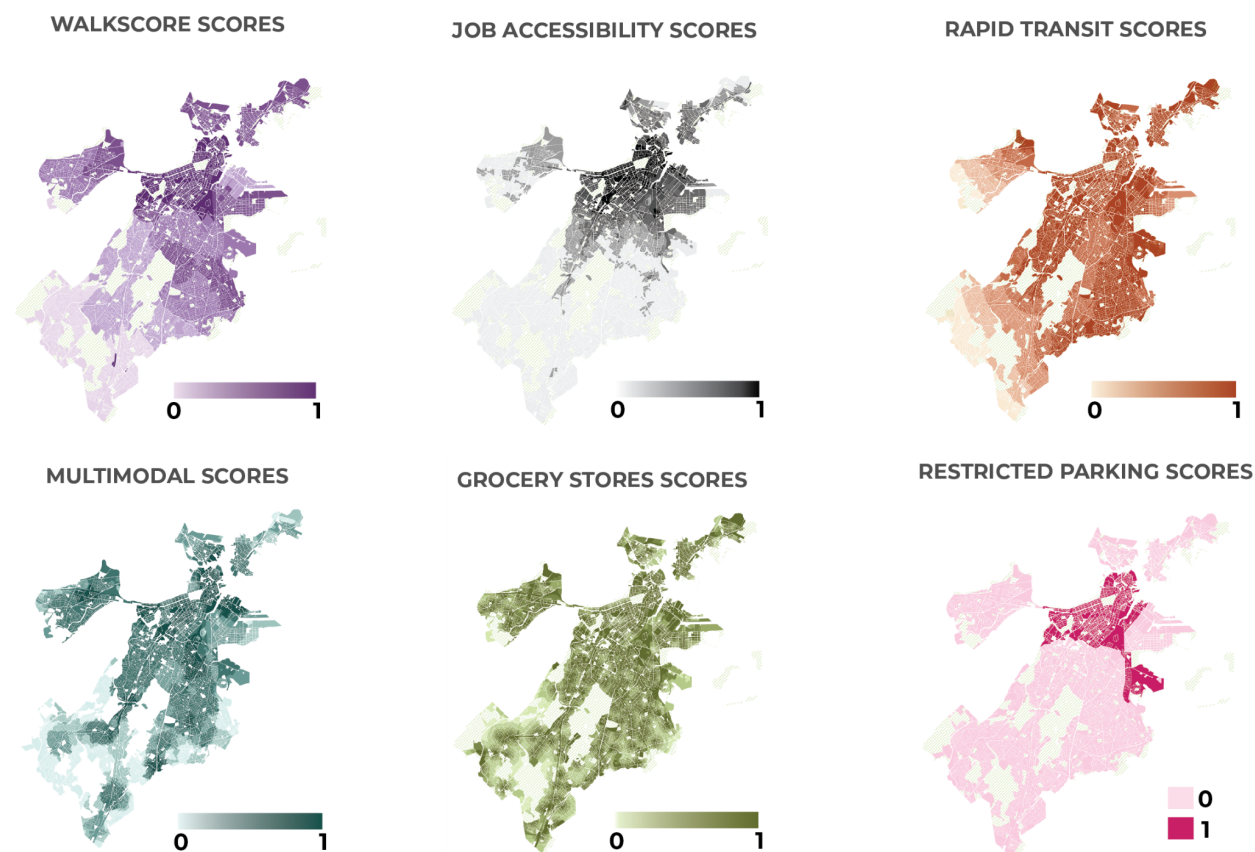 WALKSCORE SCORES
JOB ACCESSIBILITY SCORES
RAPID TRANSIT SCORES
0 1
0 1
0 1
MULTIMODAL SCORES
GROCERY STORES SCORES
RESTRICTED PARKING SCORES
0 1
0 1
0
1